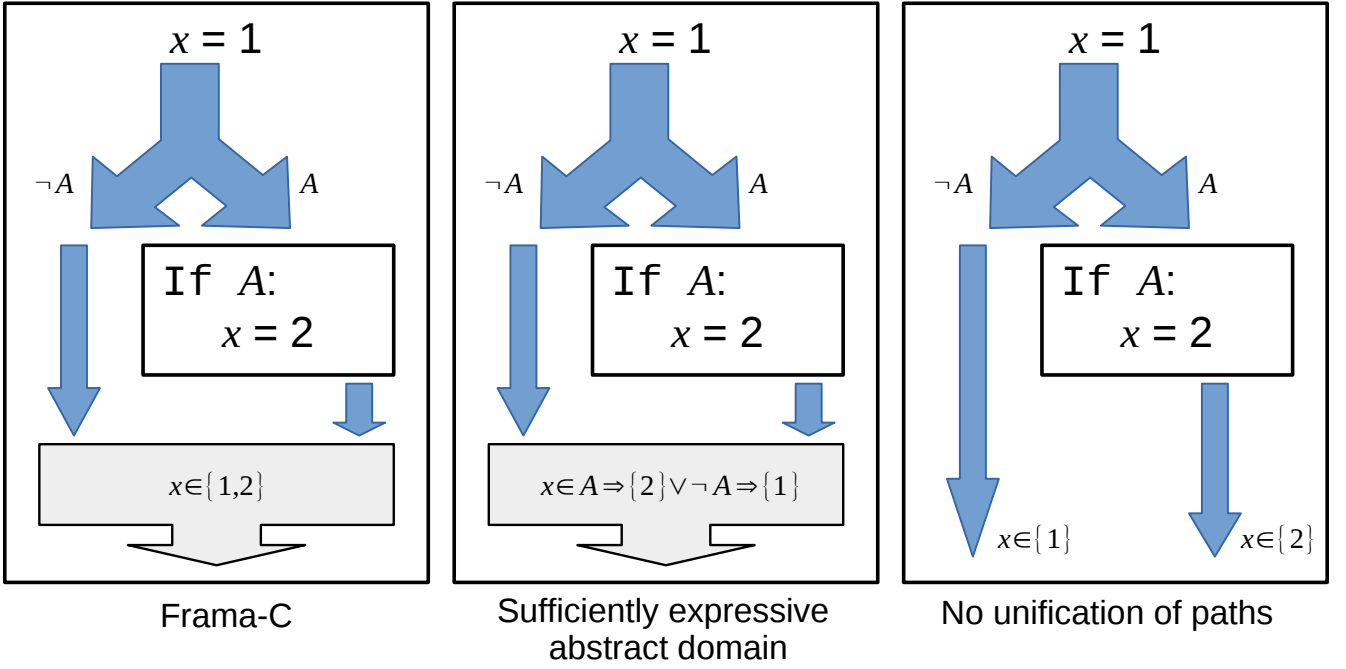 x = 1
¬ A
A
If A:
x = 2
x∈{1,2}
Frama-C
x = 1
¬ A
A
If A:
x = 2
x∈ A⇒{2}∨¬ A⇒{1}
Sufficiently expressive
abstract domain
x = 1
¬ A
A
If A:
x = 2
x∈{1}
x∈{2}
No unification of paths